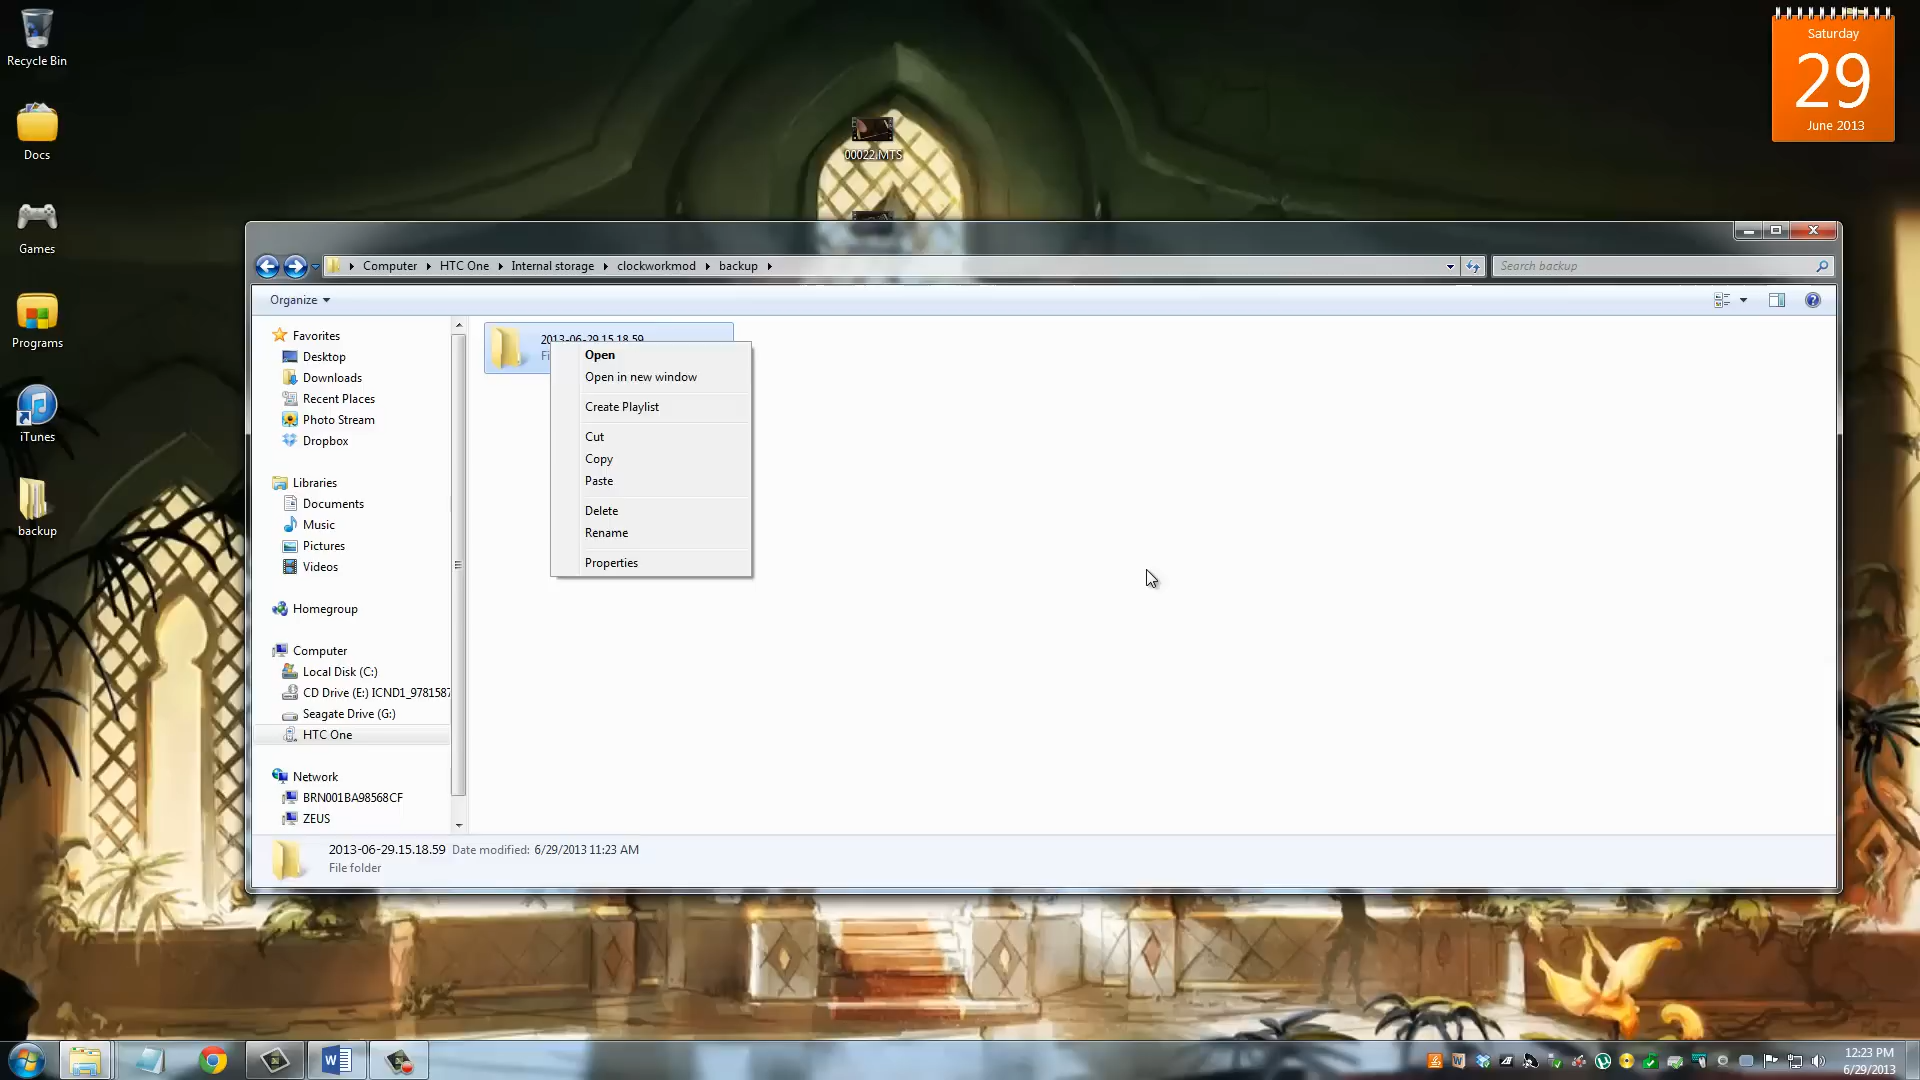 Recycle Bin
Docs
Games
Programs
iTunes
backup
00022.MTS
Saturday
29
June 2013
Computer
HTC One
Internal storage
clockworkmod
backup
Search backup
Organize
Favorites
Desktop
Downloads
Recent Places
Photo Stream
Dropbox
Libraries
Documents
Music
Pictures
Videos
Homegroup
Computer
Local Disk (C:)
CD Drive (E:) ICND1_9781587
Seagate Drive (G:)
HTC One
Network
BRN001BA98568CF
ZEUS
2013-06-29.15.18.59
Open
Open in new window
Create Playlist
Cut
Copy
Paste
Delete
Rename
Properties
2013-06-29.15.18.59 Date modified: 6/29/2013 11:23 AM
File folder
12:23 PM
6/29/2013